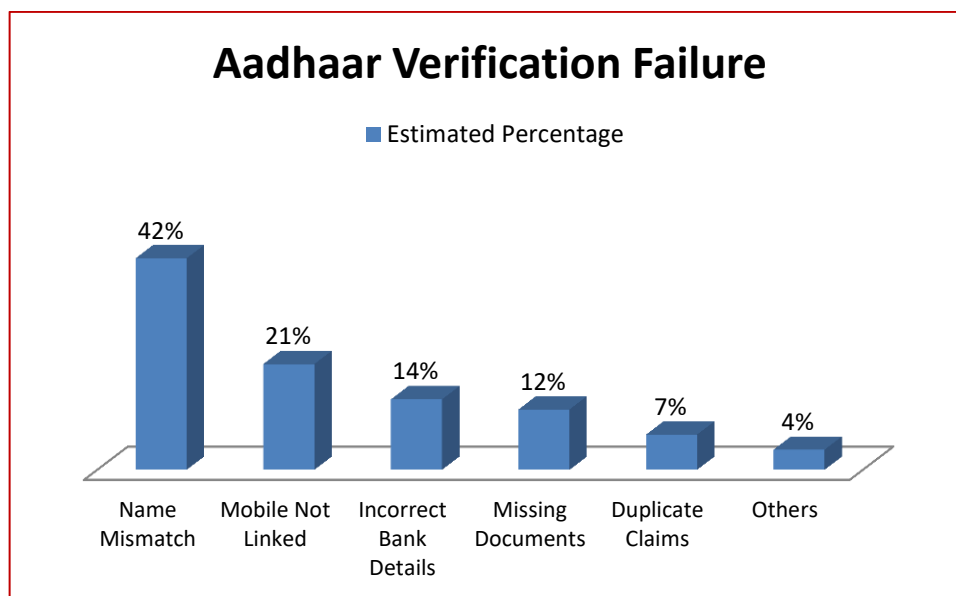 Aadhaar Verification Failure
Estimated Percentage
42%
21%
14%
12%
7%
4%
Name
Mismatch
Mobile Not
Linked
Incorrect
Bank
Details
Missing
Documents
Duplicate
Claims
Others